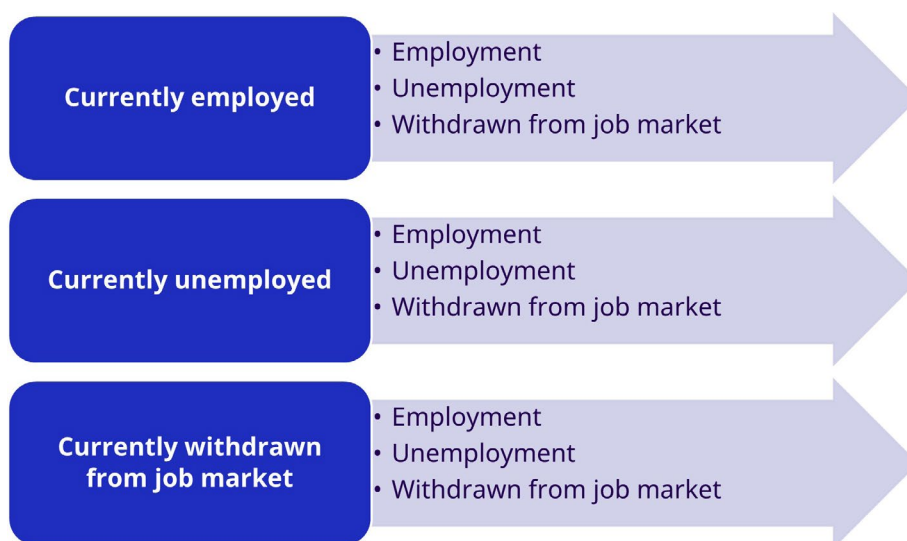 Currently employed
• Employment
• Unemployment
• Withdrawn from job market
Currently unemployed
• Employment
• Unemployment
• Withdrawn from job market
Currently withdrawn
from job market
• Employment
• Unemployment
• Withdrawn from job market